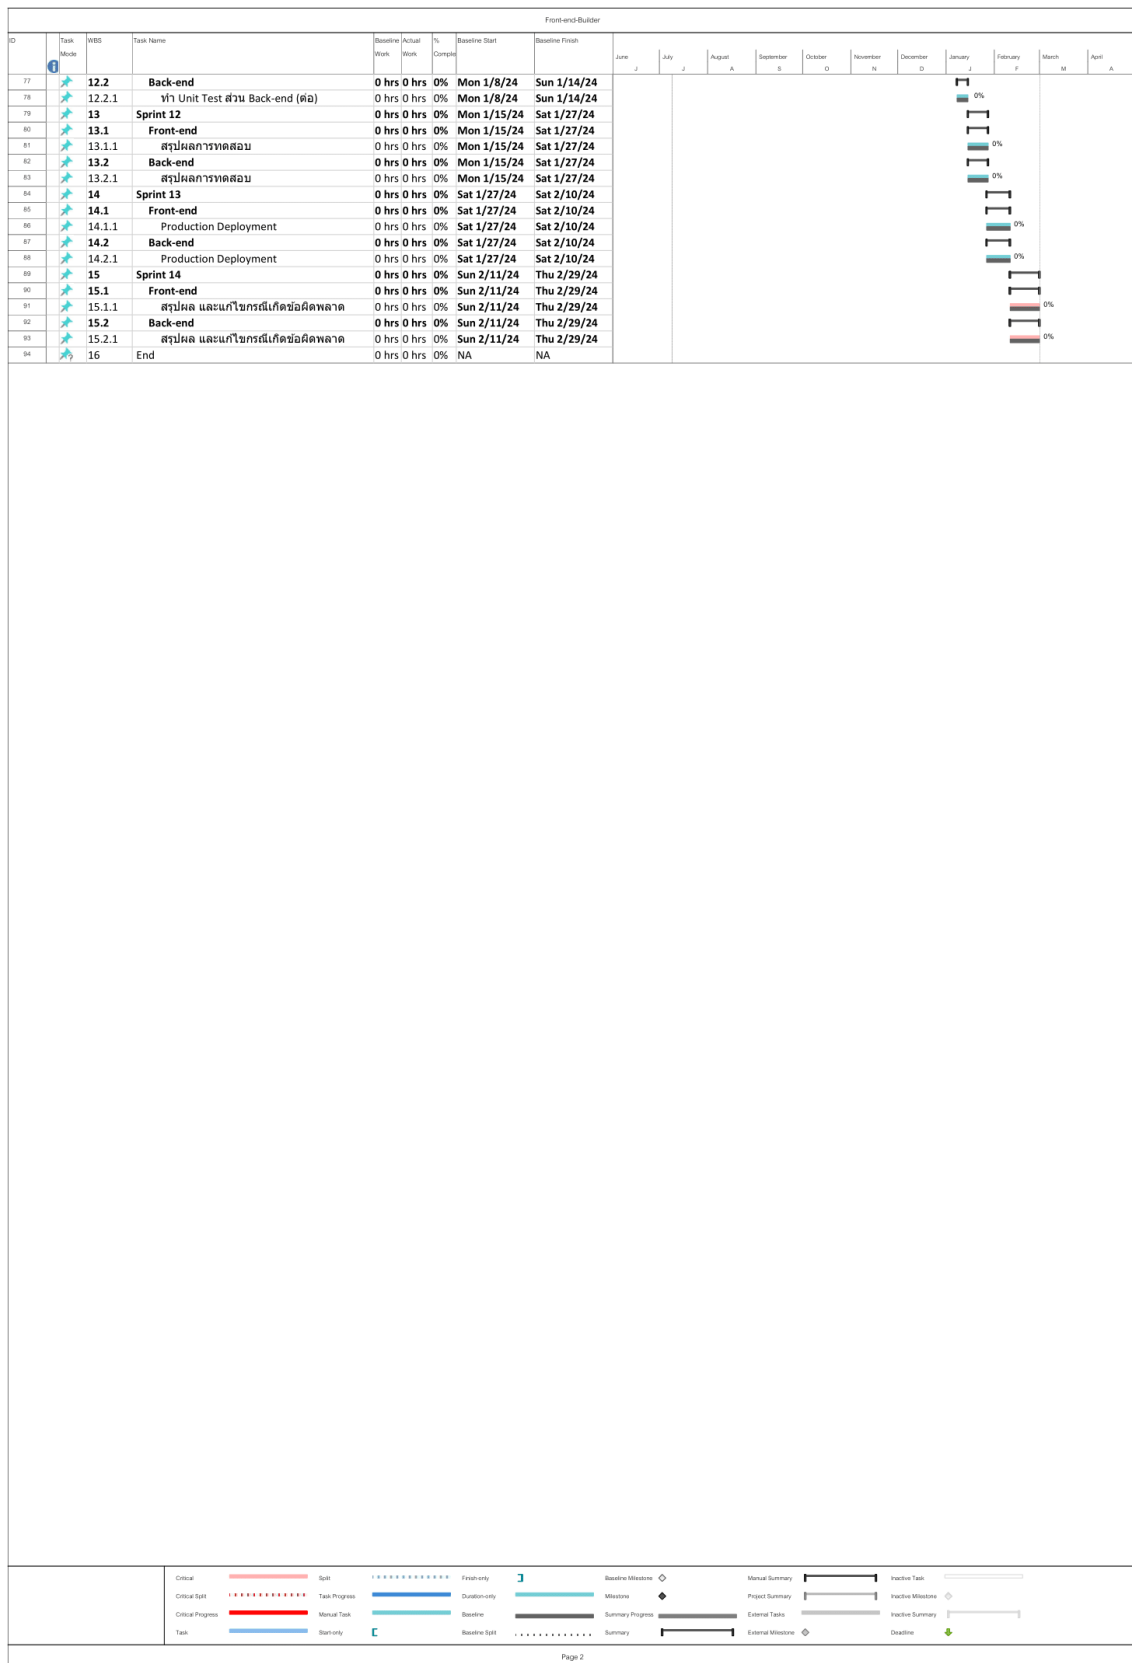 Front-end-Builder
ID Task Mode WBS Task Name Baseline Work Actual Work % Comple Baseline Start Baseline Finish
June July August September October November December January February March April
J J A S O N D J F M A
77 12.2 Back-end 0 hrs 0 hrs 0% Mon 1/8/24 Sun 1/14/24
78 12.2.1 ทำ Unit Test ส่วน Back-end (ต่อ) 0 hrs 0 hrs 0% Mon 1/8/24 Sun 1/14/24 0%
79 13 Sprint 12 0 hrs 0 hrs 0% Mon 1/15/24 Sat 1/27/24
80 13.1 Front-end 0 hrs 0 hrs 0% Mon 1/15/24 Sat 1/27/24
81 13.1.1 สรุปผลการทดสอบ 0 hrs 0 hrs 0% Mon 1/15/24 Sat 1/27/24 0%
82 13.2 Back-end 0 hrs 0 hrs 0% Mon 1/15/24 Sat 1/27/24
83 13.2.1 สรุปผลการทดสอบ 0 hrs 0 hrs 0% Mon 1/15/24 Sat 1/27/24 0%
84 14 Sprint 13 0 hrs 0 hrs 0% Sat 1/27/24 Sat 2/10/24
85 14.1 Front-end 0 hrs 0 hrs 0% Sat 1/27/24 Sat 2/10/24
86 14.1.1 Production Deployment 0 hrs 0 hrs 0% Sat 1/27/24 Sat 2/10/24 0%
87 14.2 Back-end 0 hrs 0 hrs 0% Sat 1/27/24 Sat 2/10/24
88 14.2.1 Production Deployment 0 hrs 0 hrs 0% Sat 1/27/24 Sat 2/10/24 0%
89 15 Sprint 14 0 hrs 0 hrs 0% Sun 2/11/24 Thu 2/29/24
90 15.1 Front-end 0 hrs 0 hrs 0% Sun 2/11/24 Thu 2/29/24
91 15.1.1 สรุปผล และแก้ไขกรณีเกิดข้อผิดพลาด 0 hrs 0 hrs 0% Sun 2/11/24 Thu 2/29/24 0%
92 15.2 Back-end 0 hrs 0 hrs 0% Sun 2/11/24 Thu 2/29/24
93 15.2.1 สรุปผล และแก้ไขกรณีเกิดข้อผิดพลาด 0 hrs 0 hrs 0% Sun 2/11/24 Thu 2/29/24 0%
94 16 End 0 hrs 0 hrs 0% NA NA
Critical Split Finish-only Baseline Milestone Manual Summary Inactive Task
Critical Split Task Progress Duration-only Milestone Project Summary Inactive Milestone
Critical Progress Manual Task Baseline Summary Progress External Tasks Inactive Summary
Task Start-only Baseline Split Summary External Milestone Deadline
Page 2